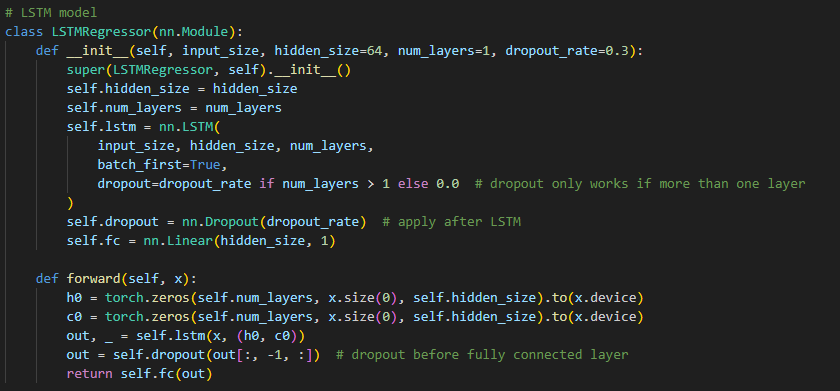 # LSTM model
class LSTMRegressor(nn.Module):
    def __init__(self, input_size, hidden_size=64, num_layers=1, dropout_rate=0.3):
        super(LSTMRegressor, self).__init__()
        self.hidden_size = hidden_size
        self.num_layers = num_layers
        self.lstm = nn.LSTM(
            input_size, hidden_size, num_layers,
            batch_first=True,
            dropout=dropout_rate if num_layers > 1 else 0.0  # dropout only works if more than one layer
        )
        self.dropout = nn.Dropout(dropout_rate)  # apply after LSTM
        self.fc = nn.Linear(hidden_size, 1)

    def forward(self, x):
        h0 = torch.zeros(self.num_layers, x.size(0), self.hidden_size).to(x.device)
        c0 = torch.zeros(self.num_layers, x.size(0), self.hidden_size).to(x.device)
        out, _ = self.lstm(x, (h0, c0))
        out = self.dropout(out[:, -1, :])  # dropout before fully connected layer
        return self.fc(out)